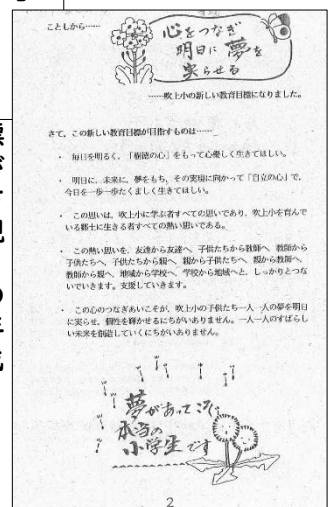 こともから……
心をつなぎ
明日に夢を
実らせる
……吹上小の新しい教育目標になりました。
さて、この新しい教育目標が目指すものは……
・ 毎日を明るく、「樹徳の心」をもって心優しく生きてほしい。
・ 明日に、未来に、夢をもち、その実現に向かって「自立の心」で、
今日を一歩一歩たくましく生きてほしい。
・ この思いは、吹上小に学ぶ者すべての思いであり、吹上小を育んで
いる郷土に生きる者すべての熱い思いである。
・ この熱い思いを、友達から友達へ、子供たちから教師へ、教師から
子供たちへ、子供たちから親へ、親から子供たちへ、親から教師へ、
教師から親へ、地域から学校へ、学校から地域へと、しっかりとつな
いでいきます。支援していきます。
・ この心のつなぎあいこそが、吹上小の子供たち一人一人の夢を明日
に実らせ、個性を輝かせるにちがいありません。一人一人のすばらし
い未来を創造していくにちがいありません。
夢があってこそ
本当の
小学生です
2